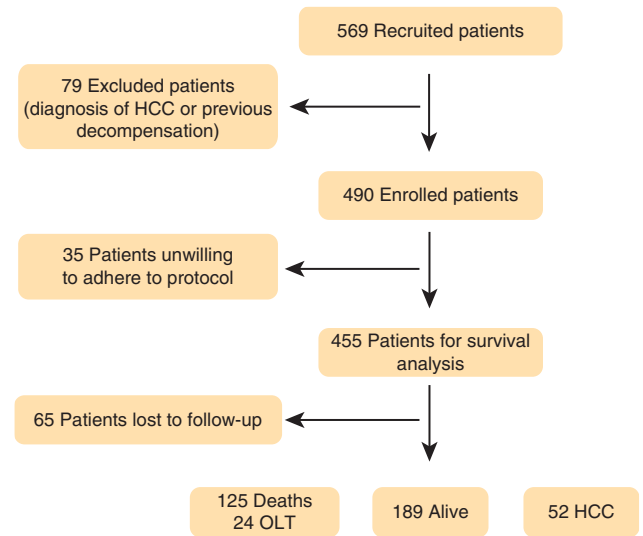 569 Recruited patients
79 Excluded patients
(diagnosis of HCC or previous
decompensation)
490 Enrolled patients
35 Patients unwilling
to adhere to protocol
455 Patients for survival
analysis
65 Patients lost to follow-up
125 Deaths
24 OLT
189 Alive
52 HCC